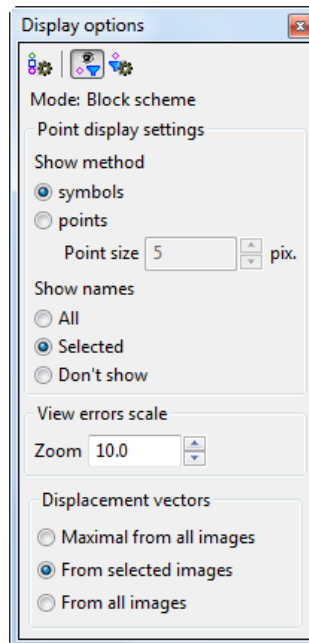 Display options
Mode: Block scheme
Point display settings
Show method
symbols
points
Point size 5 pix.
Show names
All
Selected
Don't show
View errors scale
Zoom 10.0
Displacement vectors
Maximal from all images
From selected images
From all images